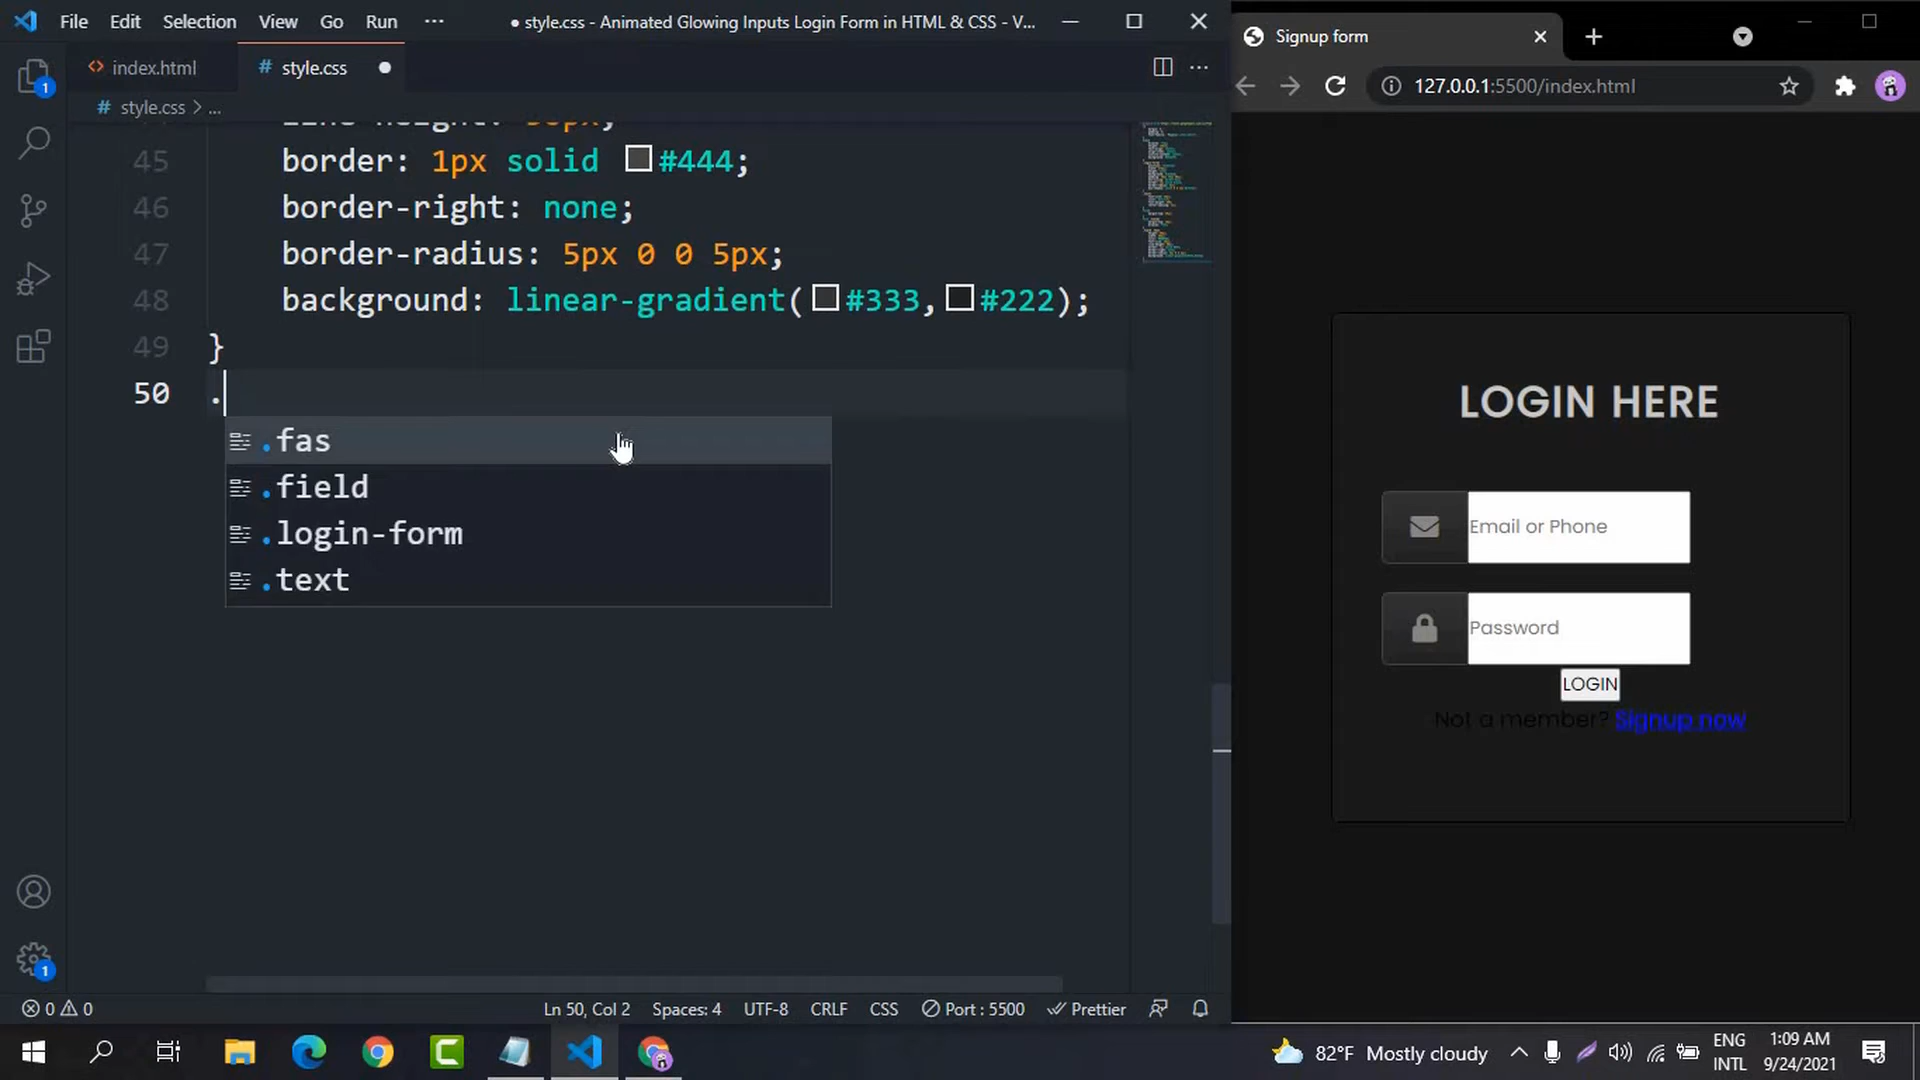 File Edit Selection View Go Run ··· ● style.css - Animated Glowing Inputs Login Form in HTML & CSS - V...
Signup form
index.html # style.css
127.0.0.1:5500/index.html
# style.css > ...
45 border: 1px solid #444;
46 border-right: none;
47 border-radius: 5px 0 0 5px;
48 background: linear-gradient(#333,#222);
49 }
50 .
.fas
.field
.login-form
.text
LOGIN HERE
Email or Phone
Password
LOGIN
Not a member? Signup now
1
1
0 0 Ln 50, Col 2 Spaces: 4 UTF-8 CRLF CSS Port : 5500 Prettier
82°F Mostly cloudy
ENG
INTL
1:09 AM
9/24/2021